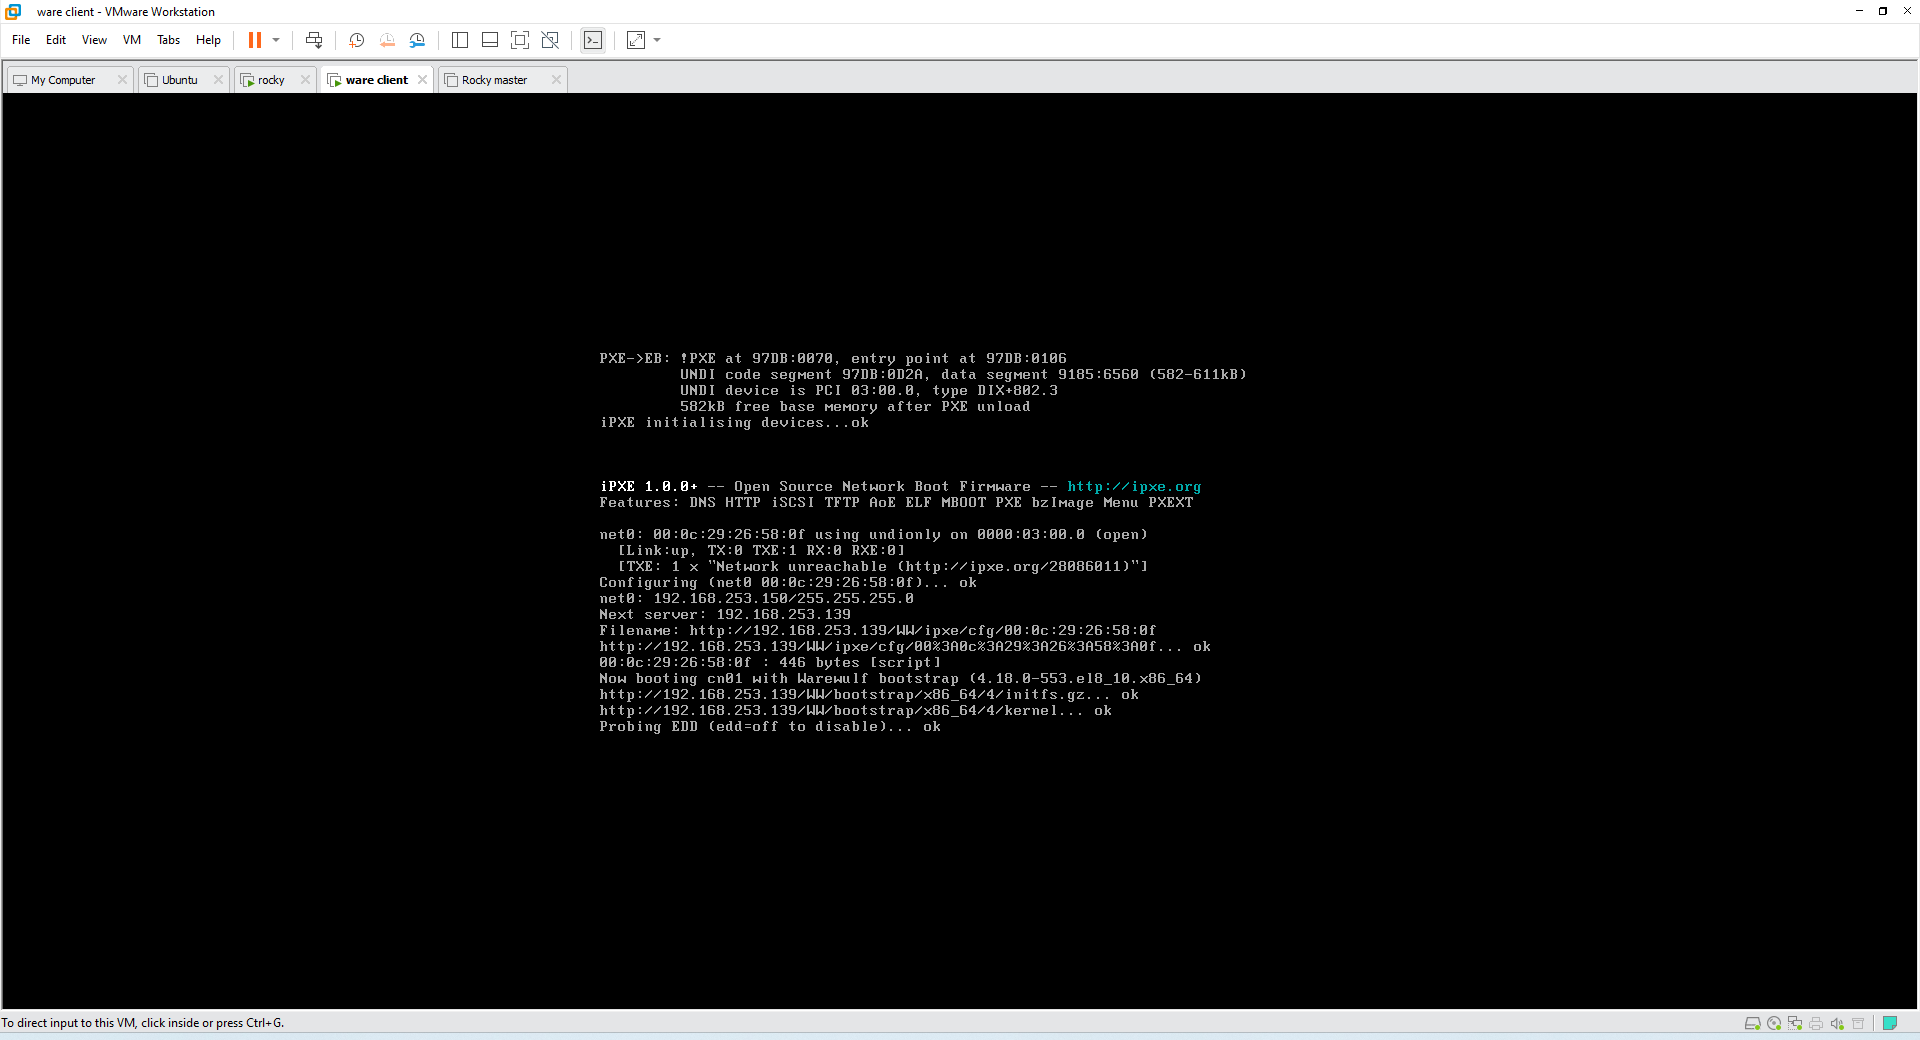 ware client - VMware Workstation
File Edit View VM Tabs Help
My Computer Ubuntu rocky ware client Rocky master
PXE->EB: !PXE at 97DB:0070, entry point at 97DB:0106
UNDI code segment 97DB:0D2A, data segment 9185:6560 (582-611kB)
UNDI device is PCI 03:00.0, type DIX+802.3
582kB free base memory after PXE unload
iPXE initialising devices...ok
iPXE 1.0.0+ -- Open Source Network Boot Firmware -- http://ipxe.org
Features: DNS HTTP iSCSI TFTP AoE ELF MBOOT PXE bzImage Menu PXEXT
net0: 00:0c:29:26:58:0f using undionly on 0000:03:00.0 (open)
[Link:up, TX:0 TXE:1 RX:0 RXE:0]
[TXE: 1 x "Network unreachable (http://ipxe.org/28086011)"]
Configuring (net0 00:0c:29:26:58:0f)... ok
net0: 192.168.253.150/255.255.255.0
Next server: 192.168.253.139
Filename: http://192.168.253.139/WW/ipxe/cfg/00:0c:29:26:58:0f
http://192.168.253.139/WW/ipxe/cfg/00%3A0c%3A29%3A26%3A58%3A0f... ok
00:0c:29:26:58:0f : 446 bytes [script]
Now booting cn01 with Warewulf bootstrap (4.18.0-553.el8_10.x86_64)
http://192.168.253.139/WW/bootstrap/x86_64/4/initfs.gz... ok
http://192.168.253.139/WW/bootstrap/x86_64/4/kernel... ok
Probing EDD (edd=off to disable)... ok
To direct input to this VM, click inside or press Ctrl+G.